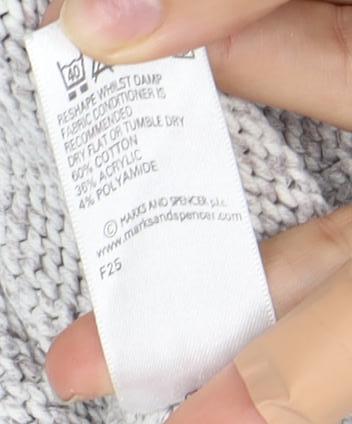 40
RESHAPE WHILST DAMP
FABRIC CONDITIONER IS
RECOMMENDED
DRY FLAT OR TUMBLE DRY
60% COTTON
36% ACRYLIC
4% POLYAMIDE
© MARKS AND SPENCER p.l.c.
www.marksandspencer.com
F25